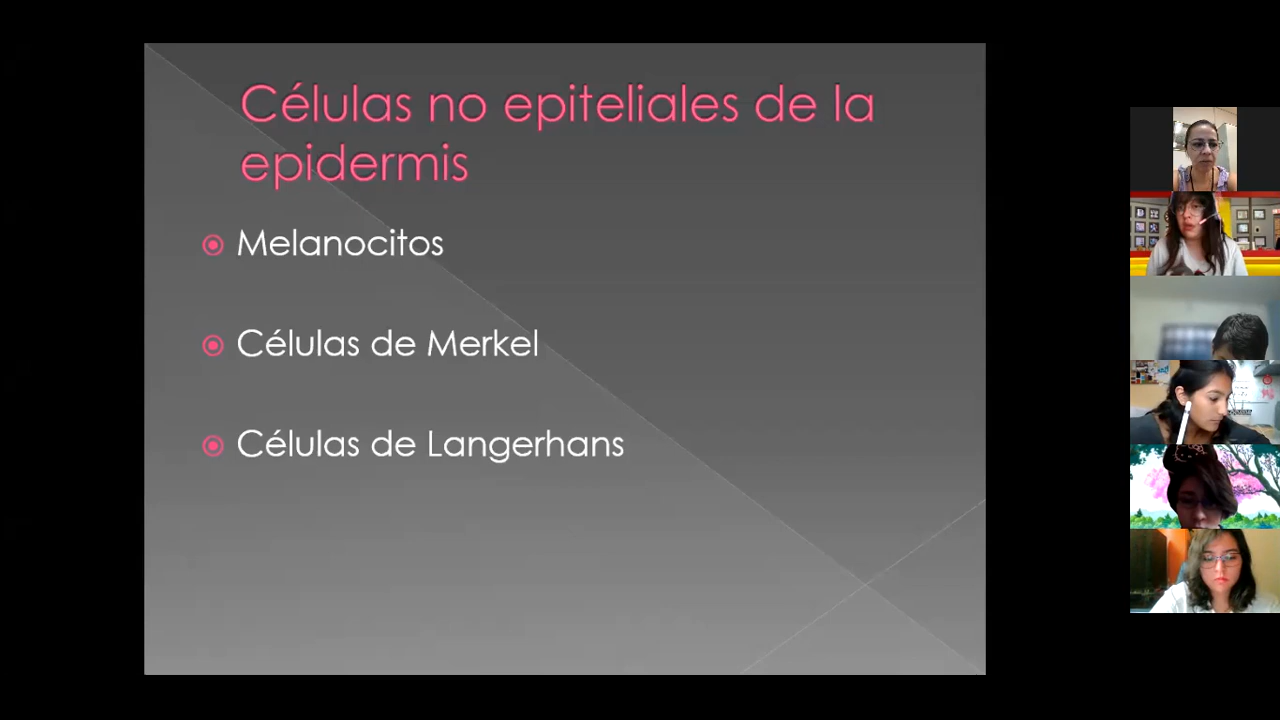 Células no epiteliales de la
epidermis
Melanocitos
Células de Merkel
Células de Langerhans